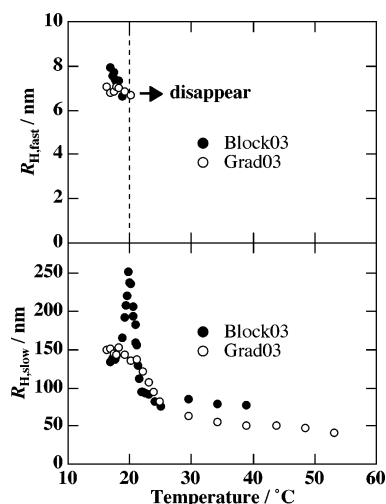 10
8
6
4
2
0
R_H,fast / nm
disappear
Block03
Grad03
250
200
150
100
50
0
R_H,slow / nm
Block03
Grad03
0 10 20 30 40 50 60
Temperature / ˚C